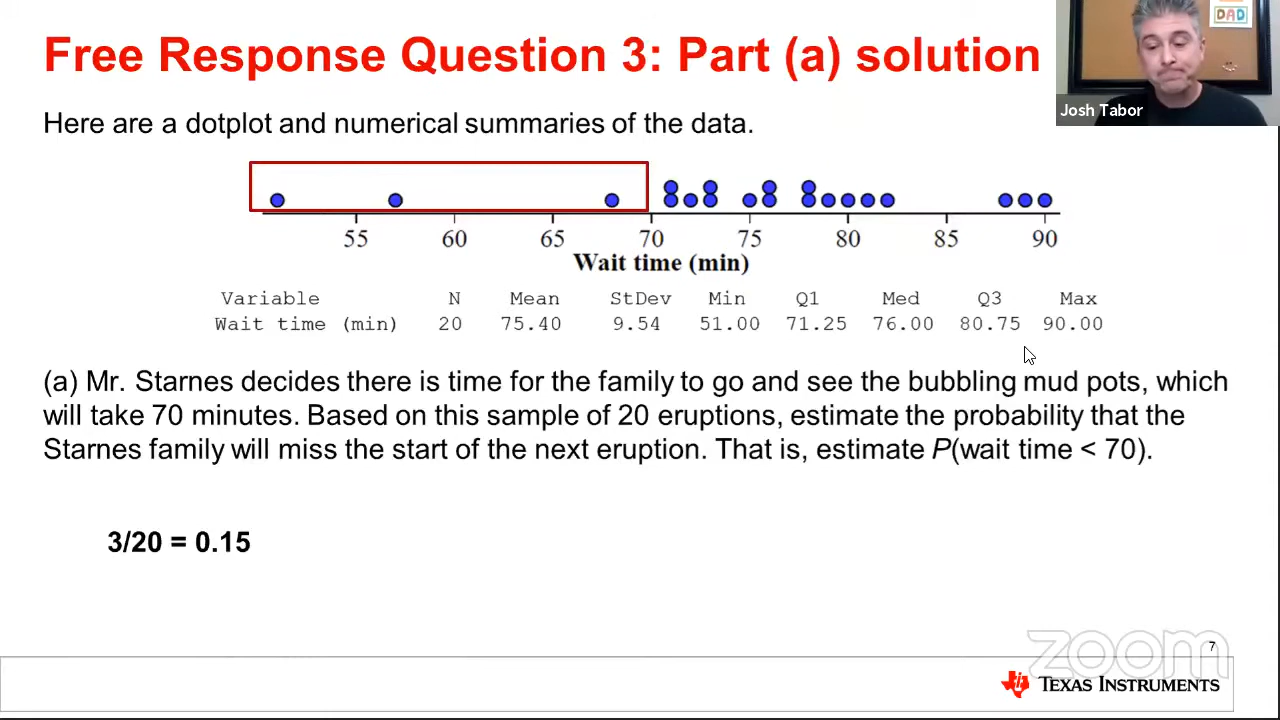 Free Response Question 3: Part (a) solution
DAD
Josh Tabor
Here are a dotplot and numerical summaries of the data.
55 60 65 70 75 80 85 90
Wait time (min)
Variable N Mean StDev Min Q1 Med Q3 Max
Wait time (min) 20 75.40 9.54 51.00 71.25 76.00 80.75 90.00
(a) Mr. Starnes decides there is time for the family to go and see the bubbling mud pots, which
will take 70 minutes. Based on this sample of 20 eruptions, estimate the probability that the
Starnes family will miss the start of the next eruption. That is, estimate P(wait time < 70).
3/20 = 0.15
zoom
7
TEXAS INSTRUMENTS